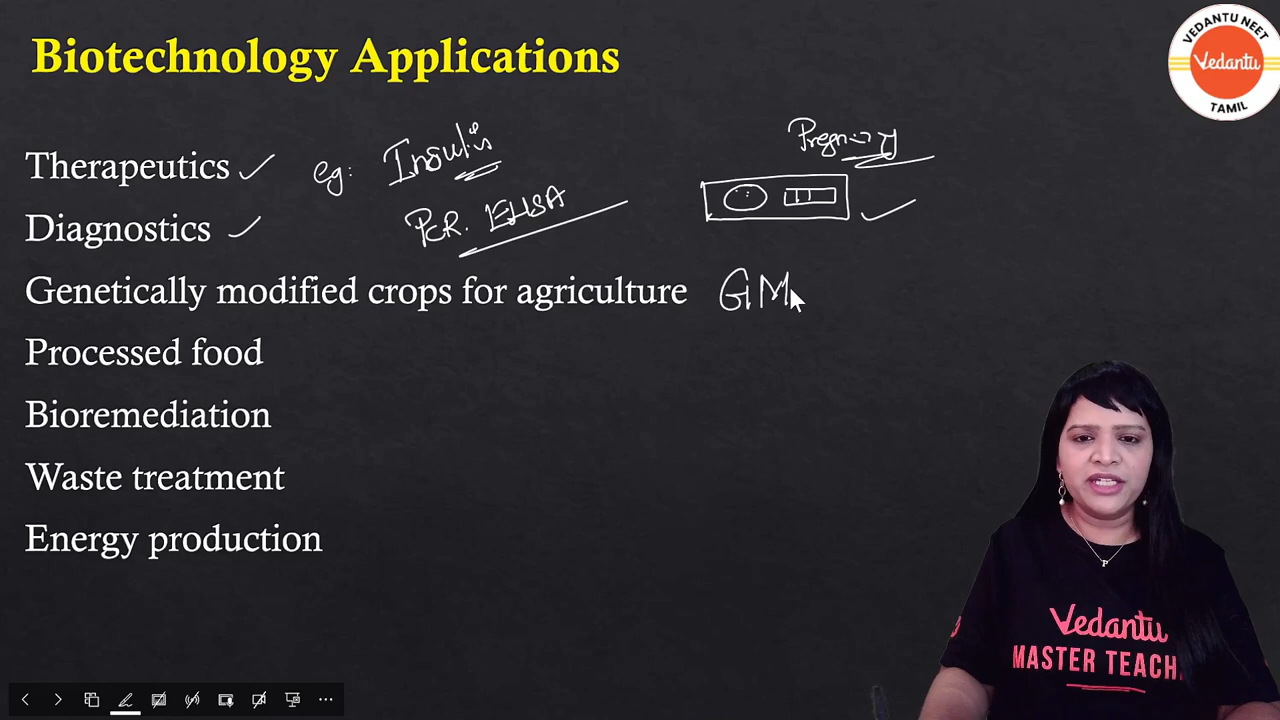 Biotechnology Applications
VEDANTU NEET
Vedantu
TAMIL
Therapeutics eg: Insulin
Pregnancy
Diagnostics PCR. ELISA
Genetically modified crops for agriculture GM
Processed food
Bioremediation
Waste treatment
Energy production
Vedantu
MASTER TEACH